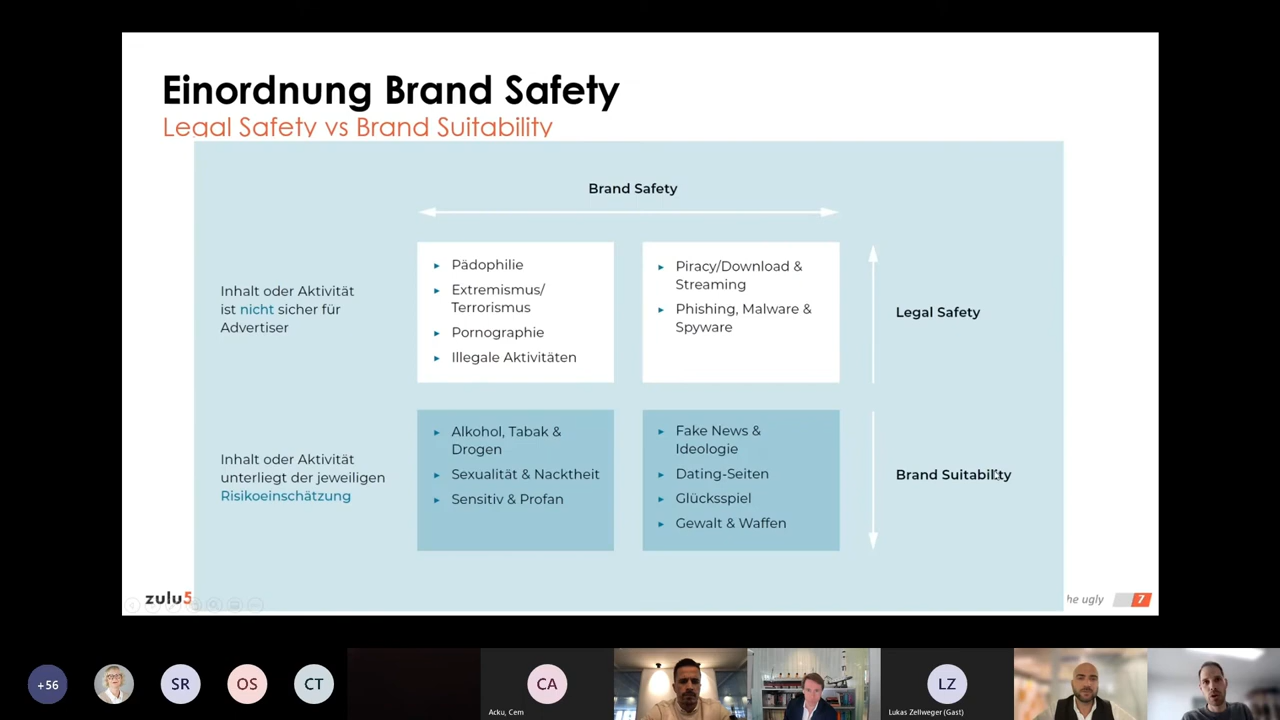 Einordnung Brand Safety
Legal Safety vs Brand Suitability
Brand Safety
Inhalt oder Aktivität
ist nicht sicher für
Advertiser
► Pädophilie
► Extremismus/
Terrorismus
► Pornographie
► Illegale Aktivitäten
► Piracy/Download &
Streaming
► Phishing, Malware &
Spyware
Legal Safety
Inhalt oder Aktivität
unterliegt der jeweiligen
Risikoeinschätzung
► Alkohol, Tabak &
Drogen
► Sexualität & Nacktheit
► Sensitiv & Profan
► Fake News &
Ideologie
► Dating-Seiten
► Glücksspiel
► Gewalt & Waffen
Brand Suitability
zulu5
he ugly
7
+56
SR
OS
CT
CA
Acku, Cem
LZ
Lukas Zellweger (Gast)